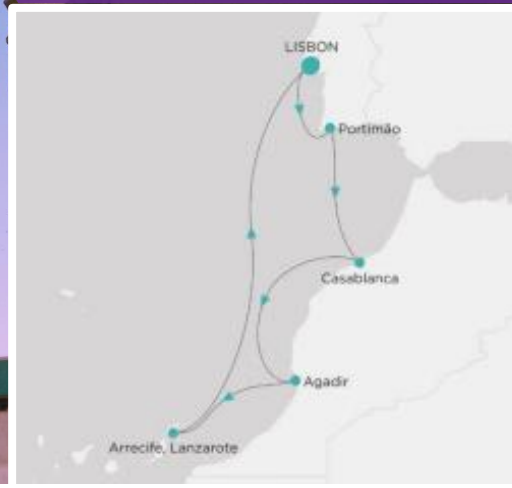 LISBON
Portimão
Casablanca
Agadir
Arrecife, Lanzarote